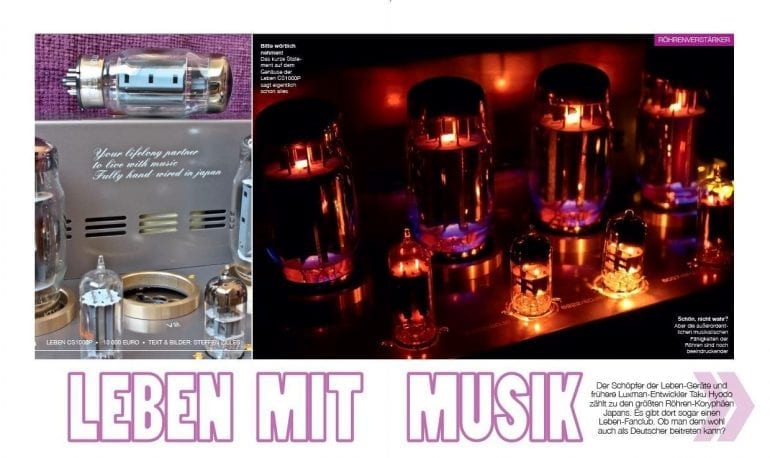 Bitte wörtlich
nehmen!
Das kurze State-
ment auf dem
Gehäuse der
Leben CS1000P
sagt eigentlich
schon alles
RÖHRENVERSTÄRKER
Your lifelong partner
to live with music
Fully hand-wired in japan
Schön, nicht wahr?
Aber die außerordent-
lichen musikalischen
Fähigkeiten der
Röhren sind noch
beeindruckender
LEBEN CS1000P • 10 000 EURO • TEXT & BILDER: STEFFEN
LEBEN MIT MUSIK
Der Schöpfer der Leben-Geräte und
frühere Luxman-Entwickler Taku Hyodo
zählt zu den größten Röhren-Koryphäen
Japans. Es gibt dort sogar einen
Leben-Fanclub. Ob man dem wohl
auch als Deutscher beitreten kann?